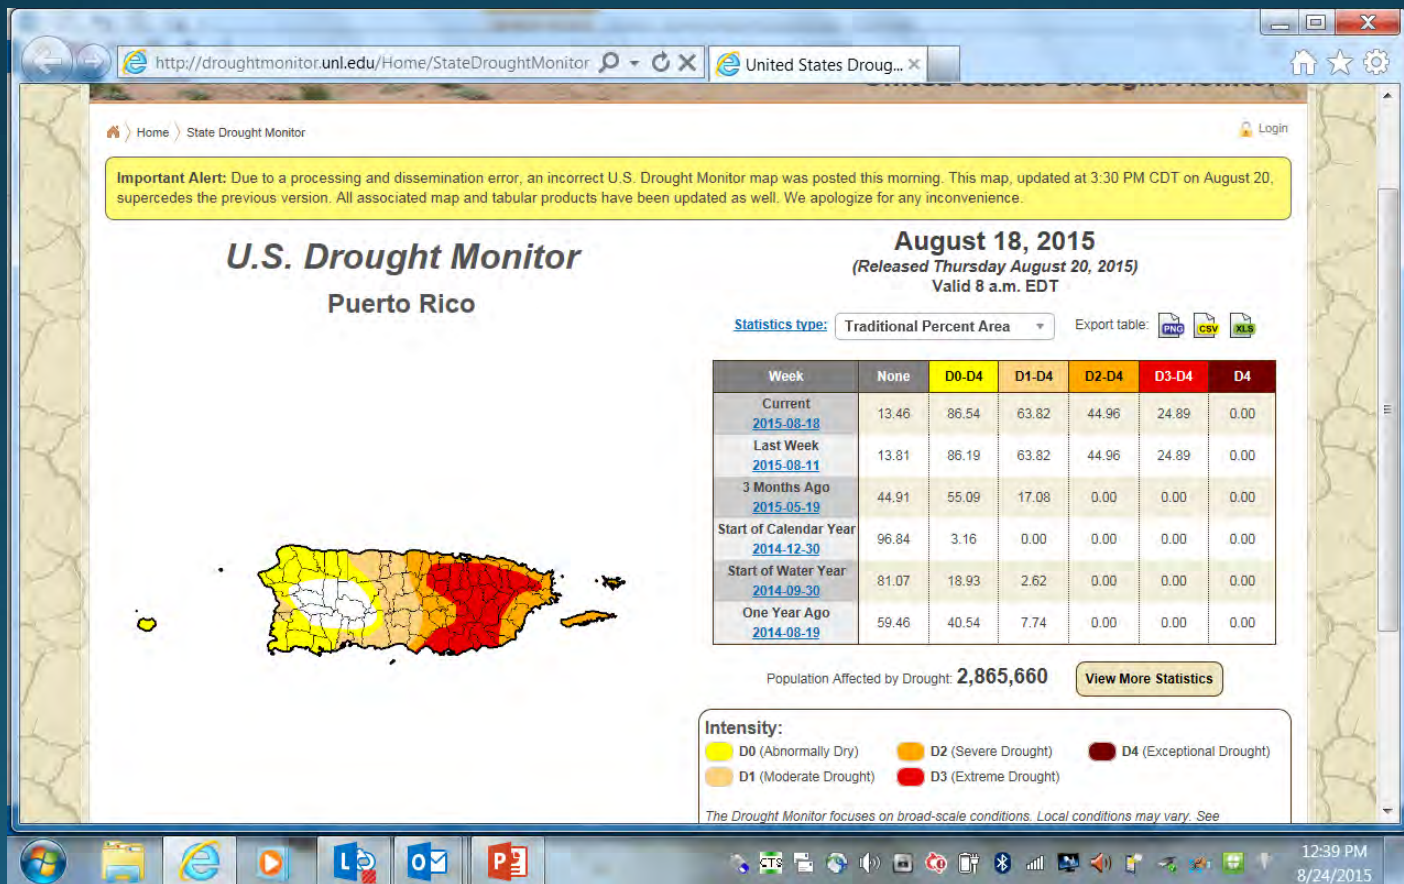 http://droughtmonitor.unl.edu/Home/StateDroughtMonitor
United States Droug...
Home
State Drought Monitor
Login
Important Alert: Due to a processing and dissemination error, an incorrect U.S. Drought Monitor map was posted this morning. This map, updated at 3:30 PM CDT on August 20,
supercedes the previous version. All associated map and tabular products have been updated as well. We apologize for any inconvenience.
U.S. Drought Monitor
Puerto Rico
August 18, 2015
(Released Thursday August 20, 2015)
Valid 8 a.m. EDT
Statistics type: Traditional Percent Area Export table: PNG CSV XLS
Week None D0-D4 D1-D4 D2-D4 D3-D4 D4
Current
2015-08-18 13.46 86.54 63.82 44.96 24.89 0.00
Last Week
2015-08-11 13.81 86.19 63.82 44.96 24.89 0.00
3 Months Ago
2015-05-19 44.91 55.09 17.08 0.00 0.00 0.00
Start of Calendar Year
2014-12-30 96.84 3.16 0.00 0.00 0.00 0.00
Start of Water Year
2014-09-30 81.07 18.93 2.62 0.00 0.00 0.00
One Year Ago
2014-08-19 59.46 40.54 7.74 0.00 0.00 0.00
Population Affected by Drought: 2,865,660 View More Statistics
Intensity:
D0 (Abnormally Dry) D2 (Severe Drought) D4 (Exceptional Drought)
D1 (Moderate Drought) D3 (Extreme Drought)
The Drought Monitor focuses on broad-scale conditions. Local conditions may vary. See
CTS
12:39 PM
8/24/2015